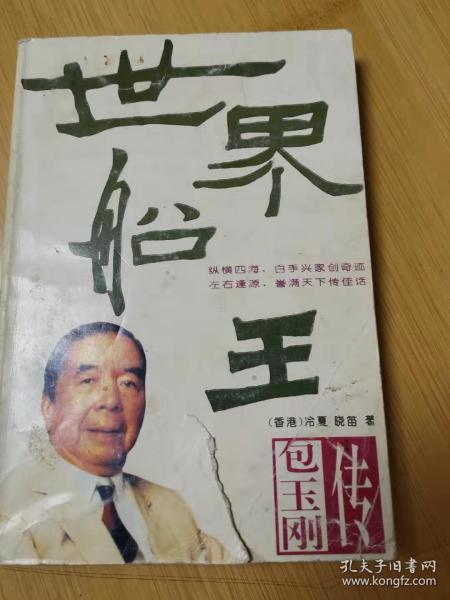 世界
船王
纵横四海，白手兴家创奇迹
左右逢源，誉满天下传佳话
（香港）冷夏 晓笛 著
包玉刚传
孔夫子旧书网
www.kongfz.com